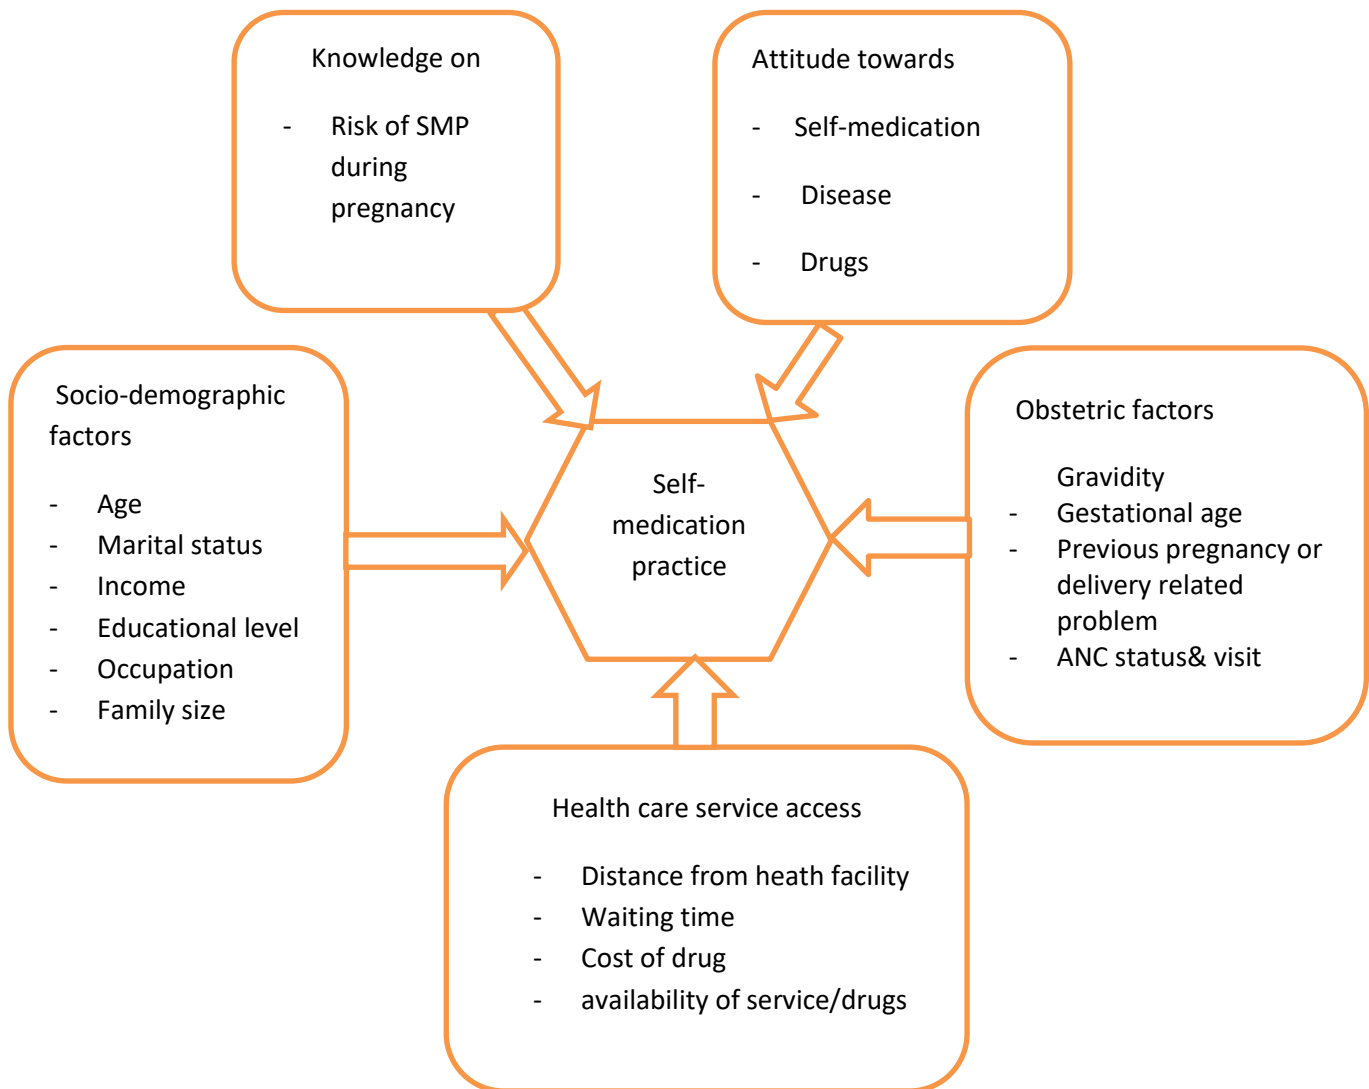 Knowledge on
- Risk of SMP
during
pregnancy
Attitude towards
- Self-medication
- Disease
- Drugs
Socio-demographic
factors
- Age
- Marital status
- Income
- Educational level
- Occupation
- Family size
Self-
medication
practice
Obstetric factors
Gravidity
- Gestational age
- Previous pregnancy or
delivery related
problem
- ANC status& visit
Health care service access
- Distance from heath facility
- Waiting time
- Cost of drug
- availability of service/drugs